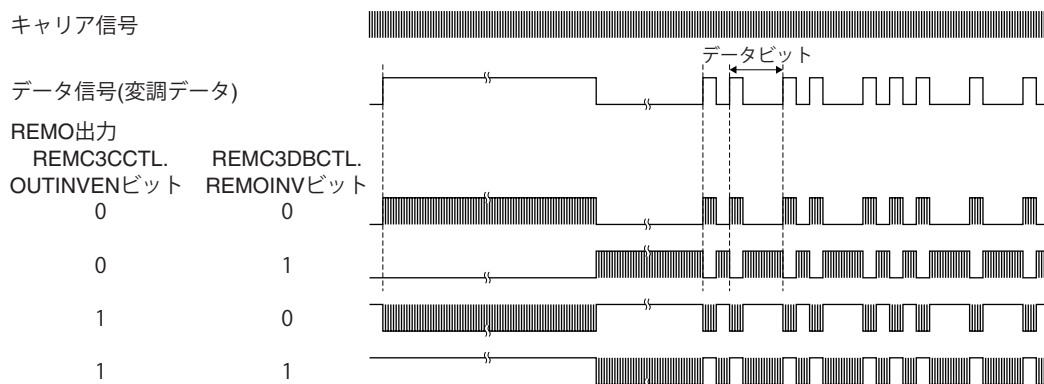 キャリア信号
データビット
データ信号(変調データ)
REMO出力
REMC3CCTL. REMC3DBCTL.
OUTINVENビット REMOINVビット
0 0
0 1
1 0
1 1